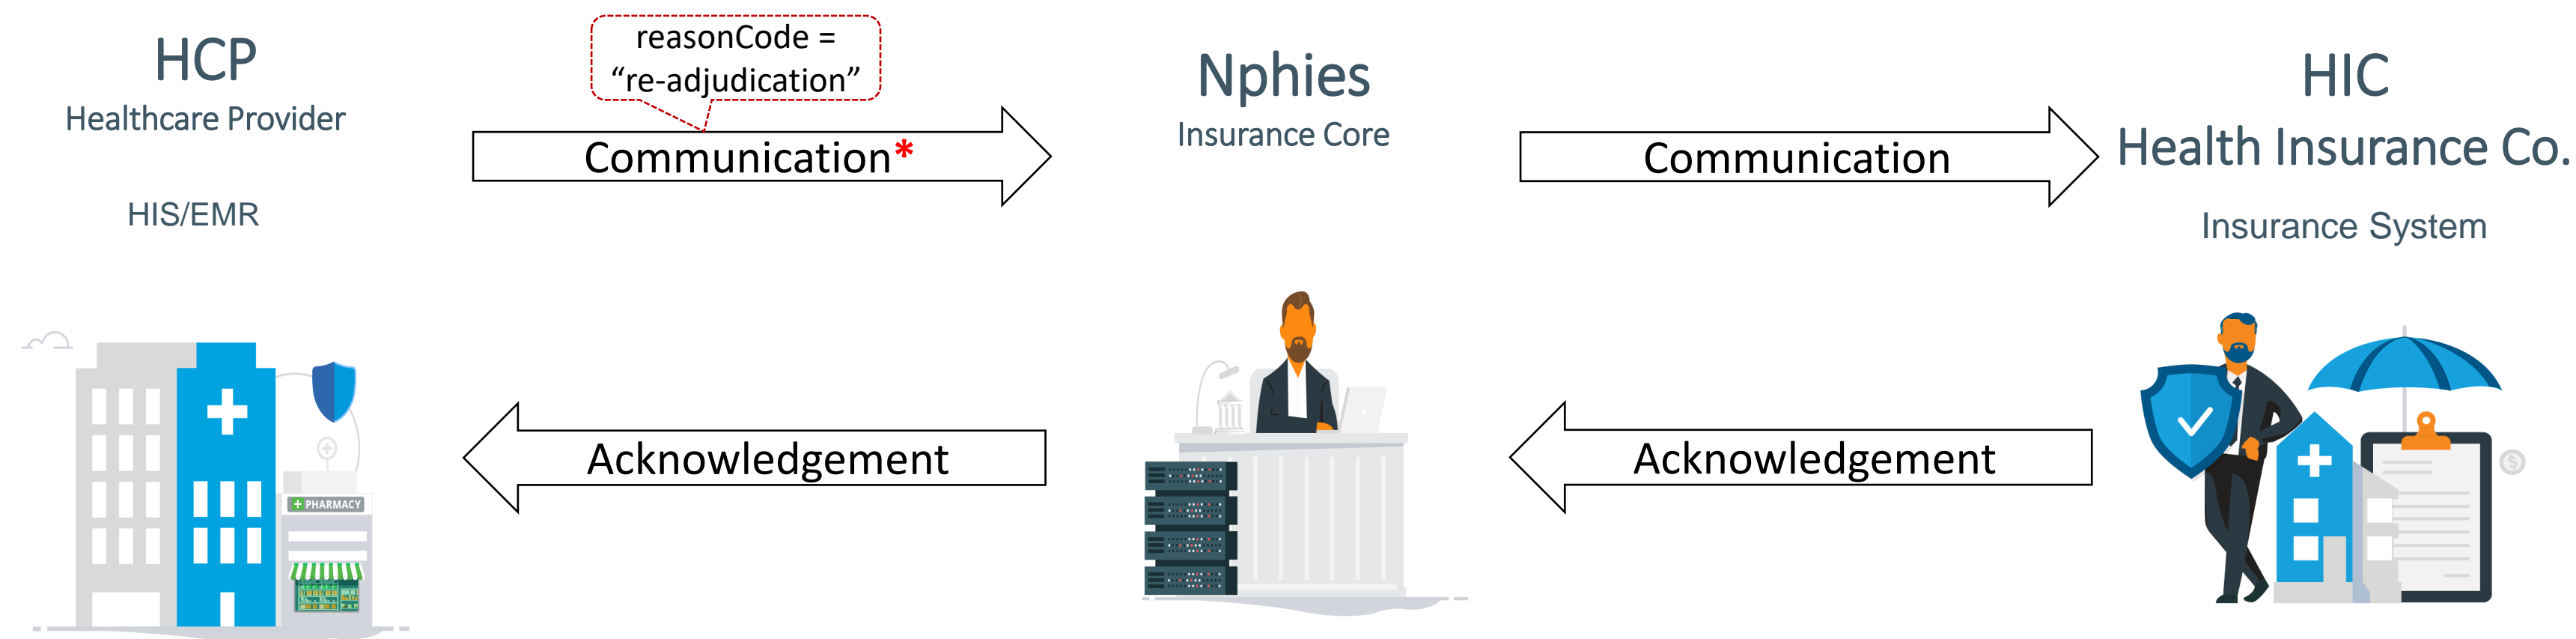 HCP
Healthcare Provider
HIS/EMR
reasonCode =
“re-adjudication”
Communication*
Nphies
Insurance Core
Communication
HIC
Health Insurance Co.
Insurance System
Acknowledgement
Acknowledgement
+ PHARMACY
$